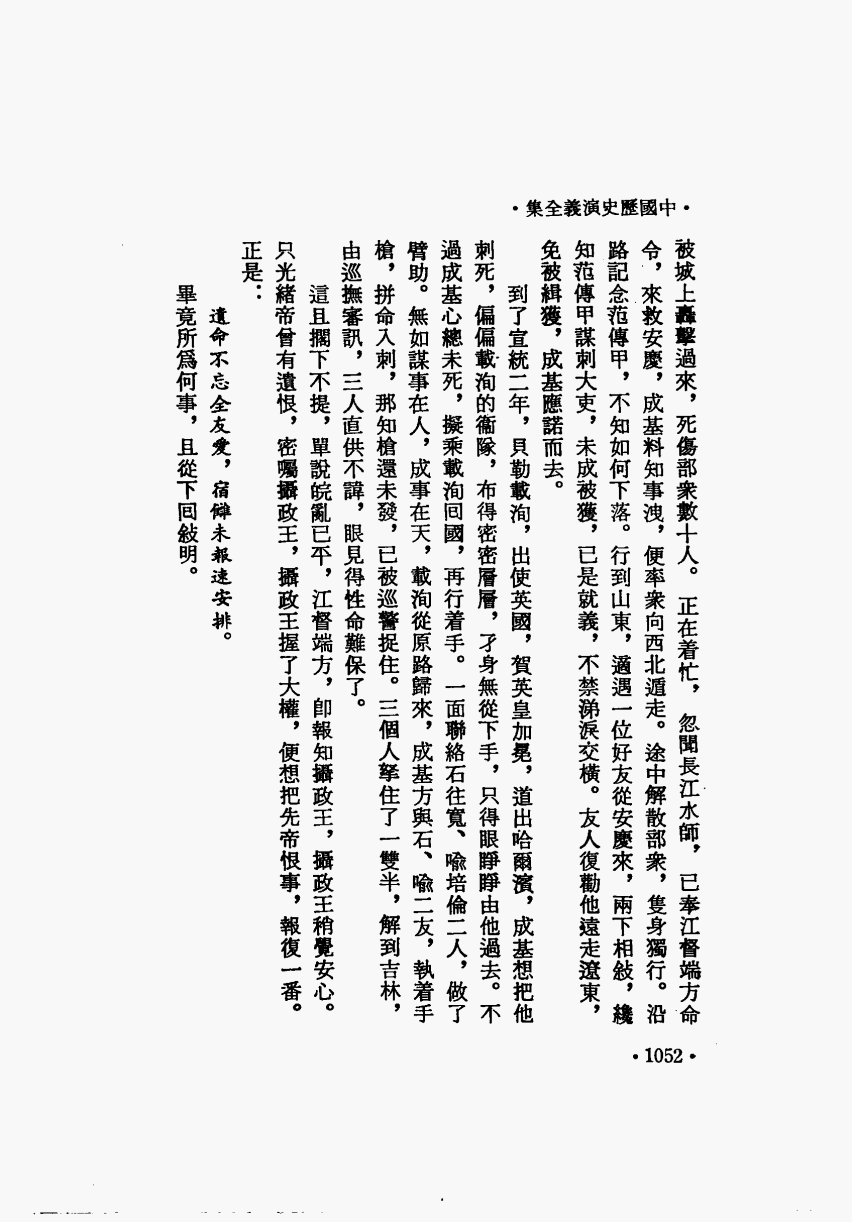 •中國歷史演義全集•
被城上轟擊過來，死傷部衆數十人。正在着忙，忽聞長江水師，已奉江督端方命
令，來救安慶，成基料知事洩，便率衆向西北遁走。途中解散部衆，隻身獨行。沿
路記念范傳甲，不知如何下落。行到山東，適遇一位好友從安慶來，兩下相敍，纔
知范傳甲謀刺大吏，未成被獲，已是就義，不禁涕淚交橫。友人復勸他遠走遼東，
免被緝獲，成基應諾而去。
到了宣統二年，貝勒載洵，出使英國，賀英皇加冕，道出哈爾濱，成基想把他
刺死，偏偏載洵的衞隊，布得密密層層，孑身無從下手，只得眼睜睜由他過去。不
過成基心總未死，擬乘載洵囘國，再行着手。一面聯絡石往寬、喩培倫二人，做了
臂助。無如謀事在人，成事在天，載洵從原路歸來，成基方與石、喩二友，執着手
槍，拼命入刺，那知槍還未發，已被巡警捉住。三個人拏住了一雙半，解到吉林，
由巡撫審訊，三人直供不諱，眼見得性命難保了。
這且擱下不提，單說皖亂已平，江督端方，卽報知攝政王，攝政王稍覺安心。
只光緒帝曾有遺恨，密囑攝政王，攝政王握了大權，便想把先帝恨事，報復一番。
正是：
遺命不忘全友愛，宿讎未報速安排。
畢竟所爲何事，且從下囘敍明。
•1052•